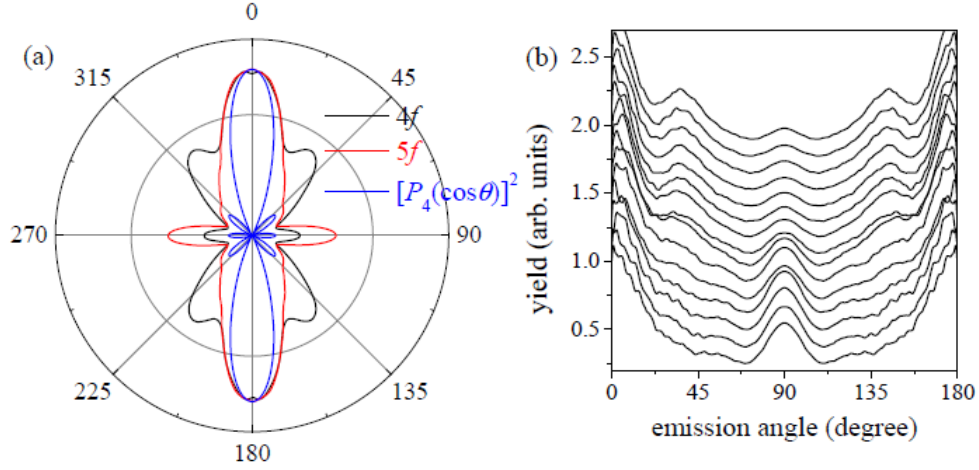 (a)
0
45
90
135
180
225
270
315
4f
5f
[P₄(cosθ)]²
(b)
yield (arb. units)
2.5
2.0
1.5
1.0
0.5
0 45 90 135 180
emission angle (degree)